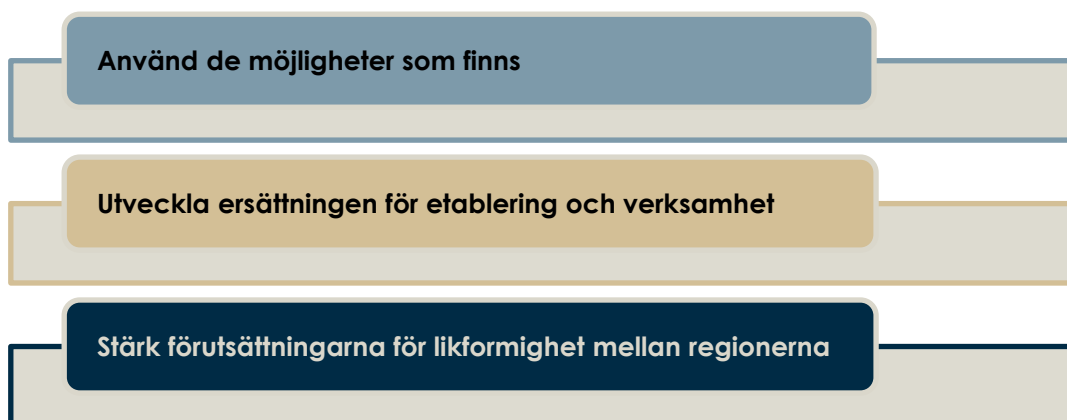 Använd de möjligheter som finns
Utveckla ersättningen för etablering och verksamhet
Stärk förutsättningarna för likformighet mellan regionerna